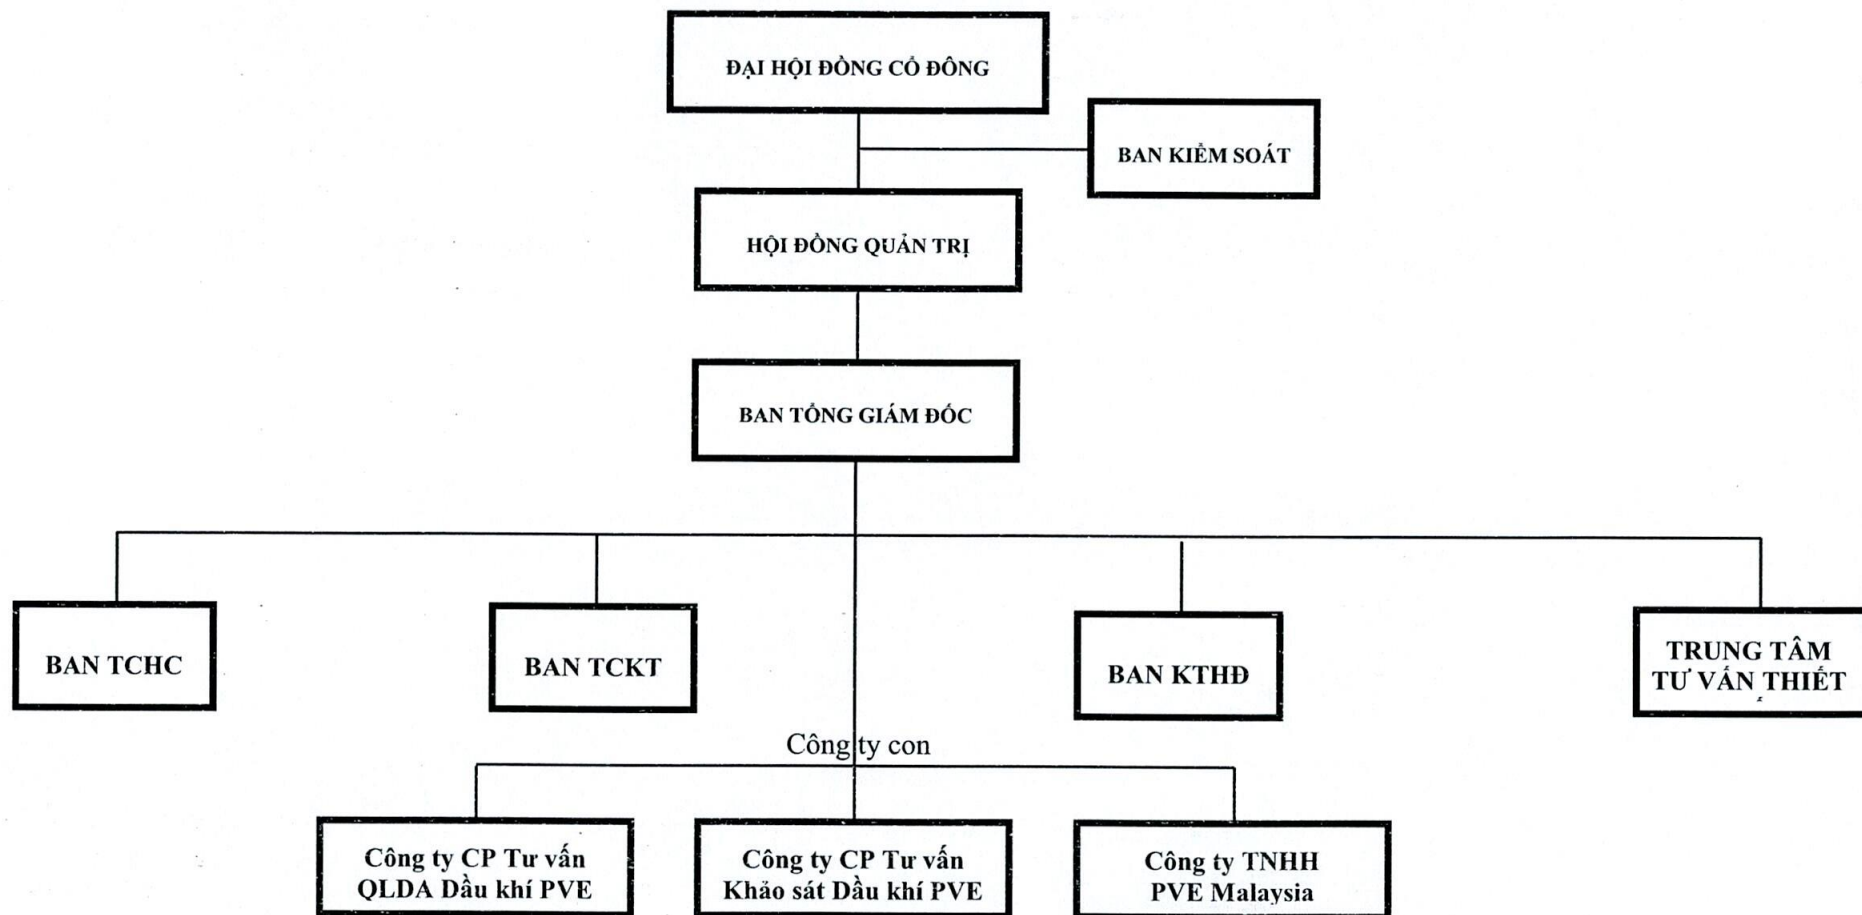 ĐẠI HỘI ĐỒNG CỔ ĐÔNG
BAN KIỂM SOÁT
HỘI ĐỒNG QUẢN TRỊ
BAN TỔNG GIÁM ĐỐC
BAN TCHC
BAN TCKT
BAN KTHĐ
TRUNG TÂM
TƯ VẤN THIẾT
Công ty con
Công ty CP Tư vấn
QLDA Dầu khí PVE
Công ty CP Tư vấn
Khảo sát Dầu khí PVE
Công ty TNHH
PVE Malaysia